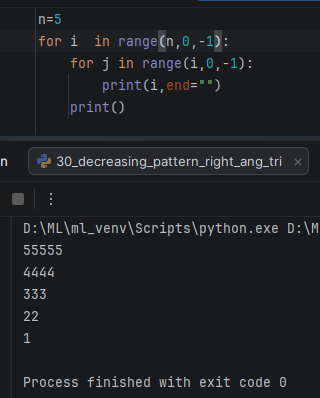 n=5
for i  in range(n,0,-1):
    for j in range(i,0,-1):
        print(i,end="")
    print()
n
30_decreasing_pattern_right_ang_tri ×
D:\ML\ml_venv\Scripts\python.exe D:\M
55555
4444
333
22
1
Process finished with exit code 0